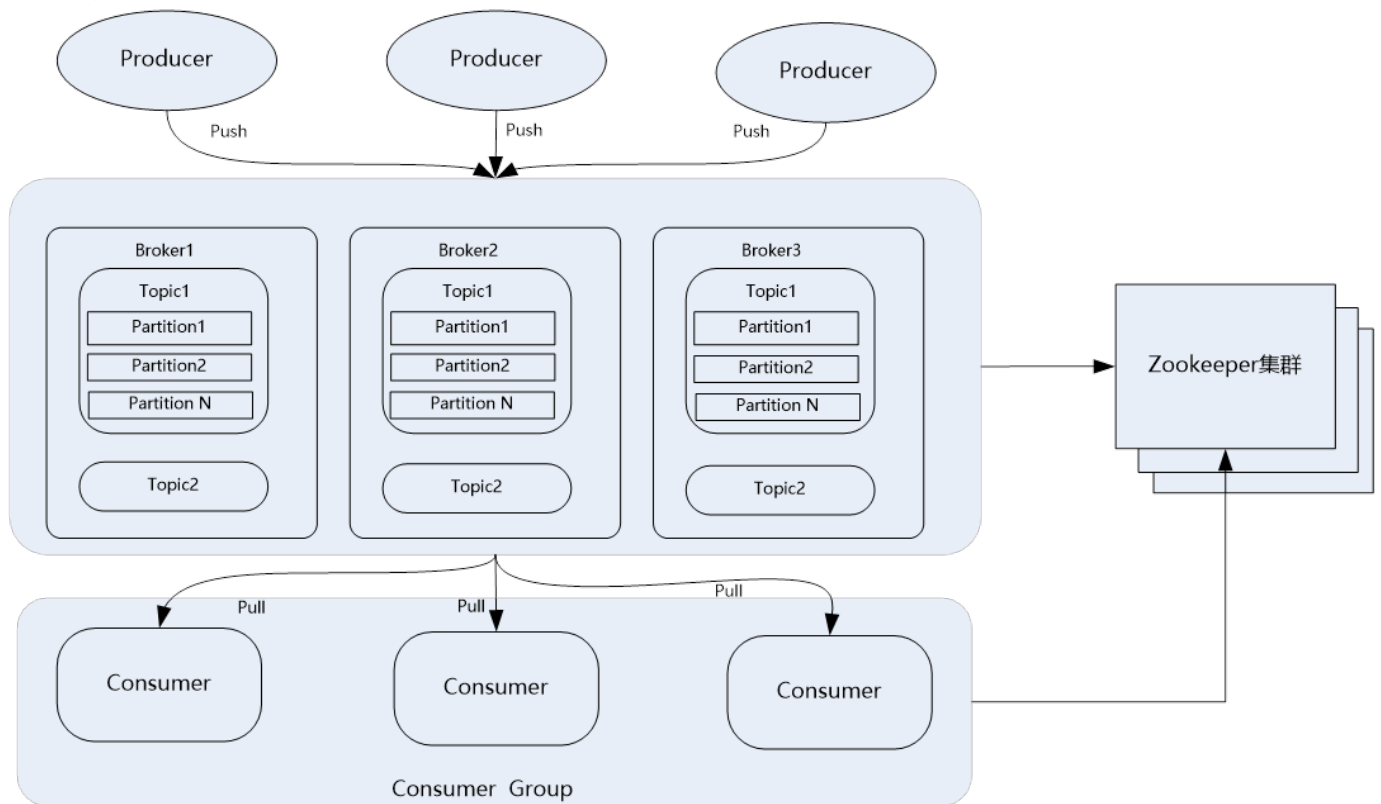 Producer
Producer
Producer
Push
Push
Push
Broker1
Broker2
Broker3
Topic1
Topic1
Topic1
Partition1
Partition1
Partition1
Partition2
Partition2
Partition2
Partition N
Partition N
Partition N
Topic2
Topic2
Topic2
Zookeeper集群
Pull
Pull
Pull
Consumer
Consumer
Consumer
Consumer Group